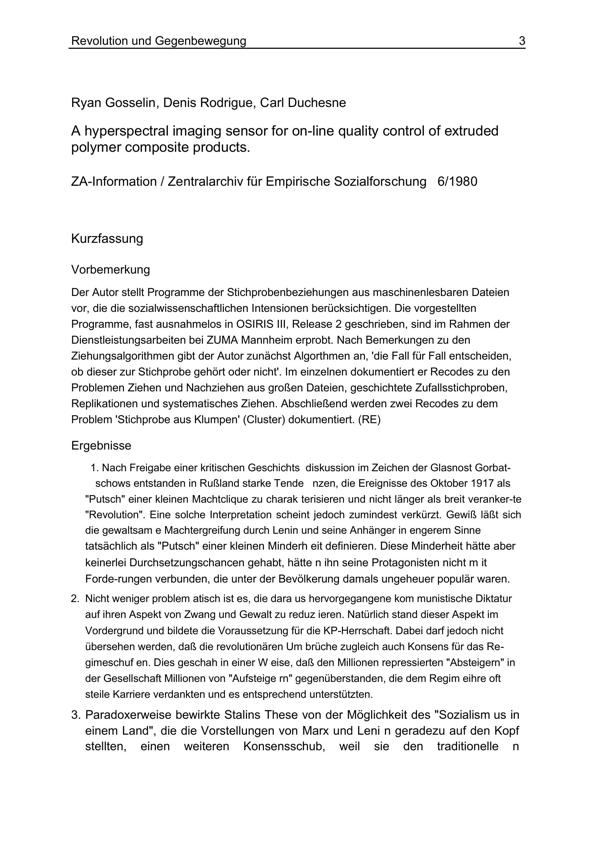 Revolution und Gegenbewegung 3
Ryan Gosselin, Denis Rodrigue, Carl Duchesne
A hyperspectral imaging sensor for on-line quality control of extruded
polymer composite products.
ZA-Information / Zentralarchiv für Empirische Sozialforschung 6/1980
Kurzfassung
Vorbemerkung
Der Autor stellt Programme der Stichprobenbeziehungen aus maschinenlesbaren Dateien
vor, die die sozialwissenschaftlichen Intensionen berücksichtigen. Die vorgestellten
Programme, fast ausnahmelos in OSIRIS III, Release 2 geschrieben, sind im Rahmen der
Dienstleistungsarbeiten bei ZUMA Mannheim erprobt. Nach Bemerkungen zu den
Ziehungsalgorithmen gibt der Autor zunächst Algorthmen an, 'die Fall für Fall entscheiden,
ob dieser zur Stichprobe gehört oder nicht'. Im einzelnen dokumentiert er Recodes zu den
Problemen Ziehen und Nachziehen aus großen Dateien, geschichtete Zufallsstichproben,
Replikationen und systematisches Ziehen. Abschließend werden zwei Recodes zu dem
Problem 'Stichprobe aus Klumpen' (Cluster) dokumentiert. (RE)
Ergebnisse
1. Nach Freigabe einer kritischen Geschichts diskussion im Zeichen der Glasnost Gorbat-
schows entstanden in Rußland starke Tende nzen, die Ereignisse des Oktober 1917 als
"Putsch" einer kleinen Machtclique zu charak terisieren und nicht länger als breit veranker-te
"Revolution". Eine solche Interpretation scheint jedoch zumindest verkürzt. Gewiß läßt sich
die gewaltsam e Machtergreifung durch Lenin und seine Anhänger in engerem Sinne
tatsächlich als "Putsch" einer kleinen Minderh eit definieren. Diese Minderheit hätte aber
keinerlei Durchsetzungschancen gehabt, hätte n ihn seine Protagonisten nicht m it
Forde-rungen verbunden, die unter der Bevölkerung damals ungeheuer populär waren.
2. Nicht weniger problem atisch ist es, die dara us hervorgegangene kom munistische Diktatur
auf ihren Aspekt von Zwang und Gewalt zu reduz ieren. Natürlich stand dieser Aspekt im
Vordergrund und bildete die Voraussetzung für die KP-Herrschaft. Dabei darf jedoch nicht
übersehen werden, daß die revolutionären Um brüche zugleich auch Konsens für das Re-
gimeschuf en. Dies geschah in einer W eise, daß den Millionen repressierten "Absteigern" in
der Gesellschaft Millionen von "Aufsteige rn" gegenüberstanden, die dem Regim eihre oft
steile Karriere verdankten und es entsprechend unterstützten.
3. Paradoxerweise bewirkte Stalins These von der Möglichkeit des "Sozialism us in
einem Land", die die Vorstellungen von Marx und Leni n geradezu auf den Kopf
stellten, einen weiteren Konsensschub, weil sie den traditionelle n